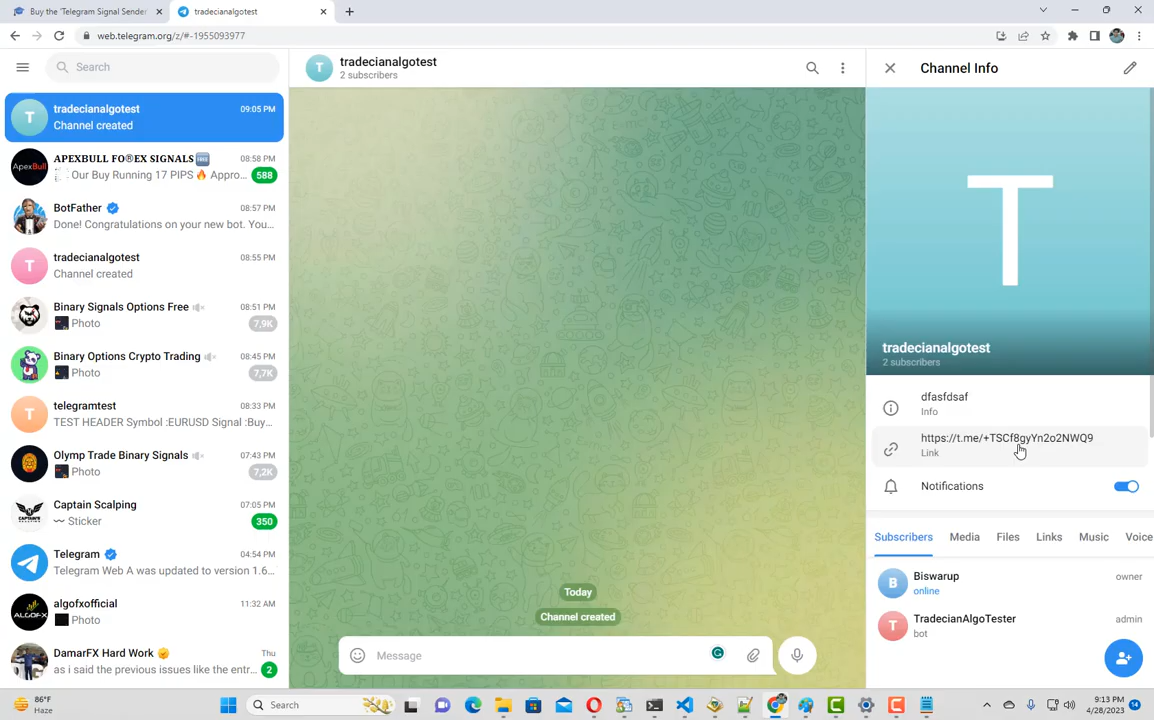 Buy the 'Telegram Signal Sender
tradecianalgotest
web.telegram.org/z/#-1955093977
Search
T
tradecianalgotest
09:05 PM
Channel created
ApexBull
APEXBULL FO®EX SIGNALS FREE
08:58 PM
Our Buy Running 17 PIPS 🔥 Appro...
588
BotFather
08:57 PM
Done! Congratulations on your new bot. You...
T
tradecianalgotest
08:55 PM
Channel created
Binary Signals Options Free
08:51 PM
Photo
7,9K
Binary Options Crypto Trading
08:45 PM
Photo
7,7K
T
telegramtest
08:33 PM
TEST HEADER Symbol :EURUSD Signal :Buy...
Olymp Trade Binary Signals
07:43 PM
Photo
7,2K
Captain Scalping
07:05 PM
Sticker
350
Telegram
04:54 PM
Telegram Web A was updated to version 1.6...
ALGOFX
algofxofficial
11:32 AM
Photo
DamarFX Hard Work
Thu
as i said the previous issues like the entr...
2
T
tradecianalgotest
2 subscribers
Today
Channel created
Message
Channel Info
T
tradecianalgotest
2 subscribers
dfasfdsaf
Info
https://t.me/+TSCf8gyYn2o2NWQ9
Link
Notifications
Subscribers Media Files Links Music Voice
B
Biswarup
owner
online
T
TradecianAlgoTester
admin
bot
86°F
Haze
Search
9:13 PM
4/28/2023
14